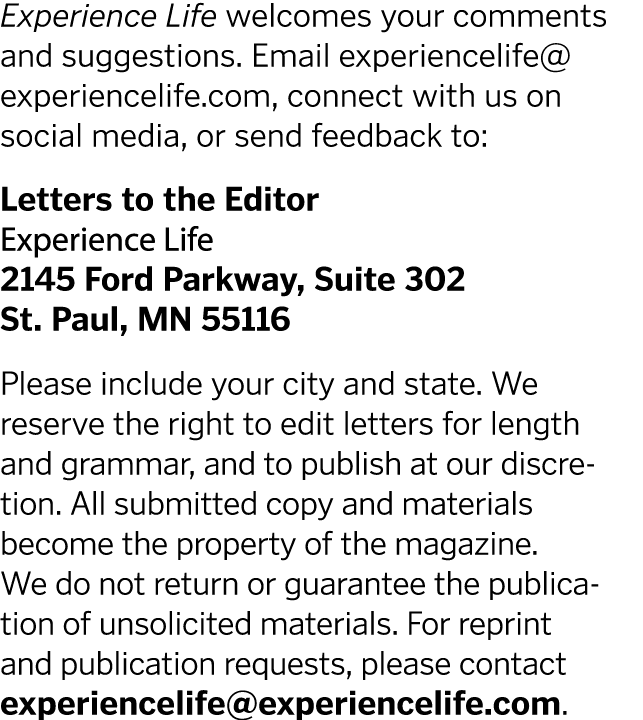 Experience Life welcomes your comments
and suggestions. Email experiencelife@
experiencelife.com, connect with us on
social media, or send feedback to:
Letters to the Editor
Experience Life
2145 Ford Parkway, Suite 302
St. Paul, MN 55116
Please include your city and state. We
reserve the right to edit letters for length
and grammar, and to publish at our discre-
tion. All submitted copy and materials
become the property of the magazine.
We do not return or guarantee the publica-
tion of unsolicited materials. For reprint
and publication requests, please contact
experiencelife@experiencelife.com.